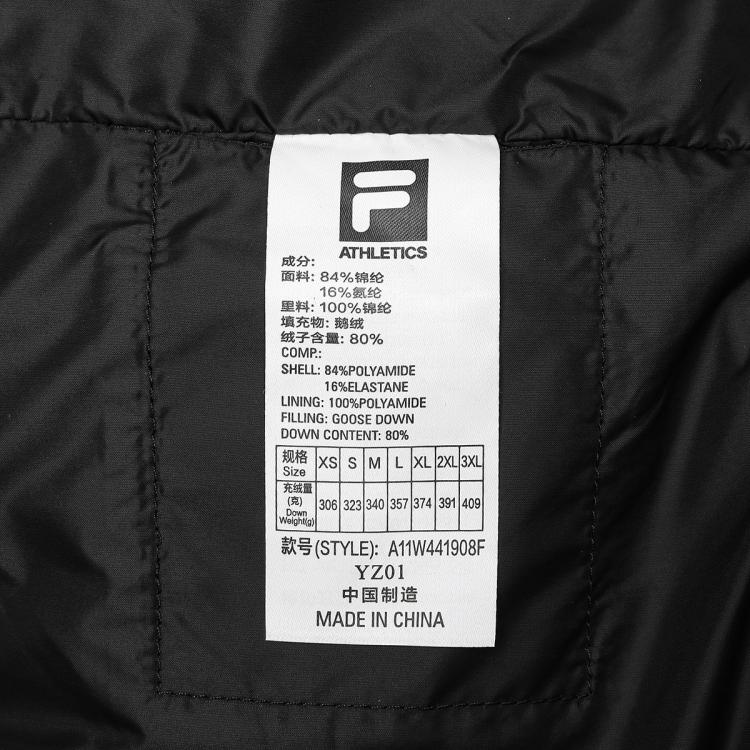 F
ATHLETICS
成分:
面料: 84%锦纶
16%氨纶
里料: 100%锦纶
填充物: 鹅绒
绒子含量: 80%
COMP.:
SHELL: 84%POLYAMIDE
16%ELASTANE
LINING: 100%POLYAMIDE
FILLING: GOOSE DOWN
DOWN CONTENT: 80%
规格 Size XS S M L XL 2XL 3XL
充绒量(克) Down Weight(g) 306 323 340 357 374 391 409
款号(STYLE): A11W441908F
YZ01
中国制造
MADE IN CHINA